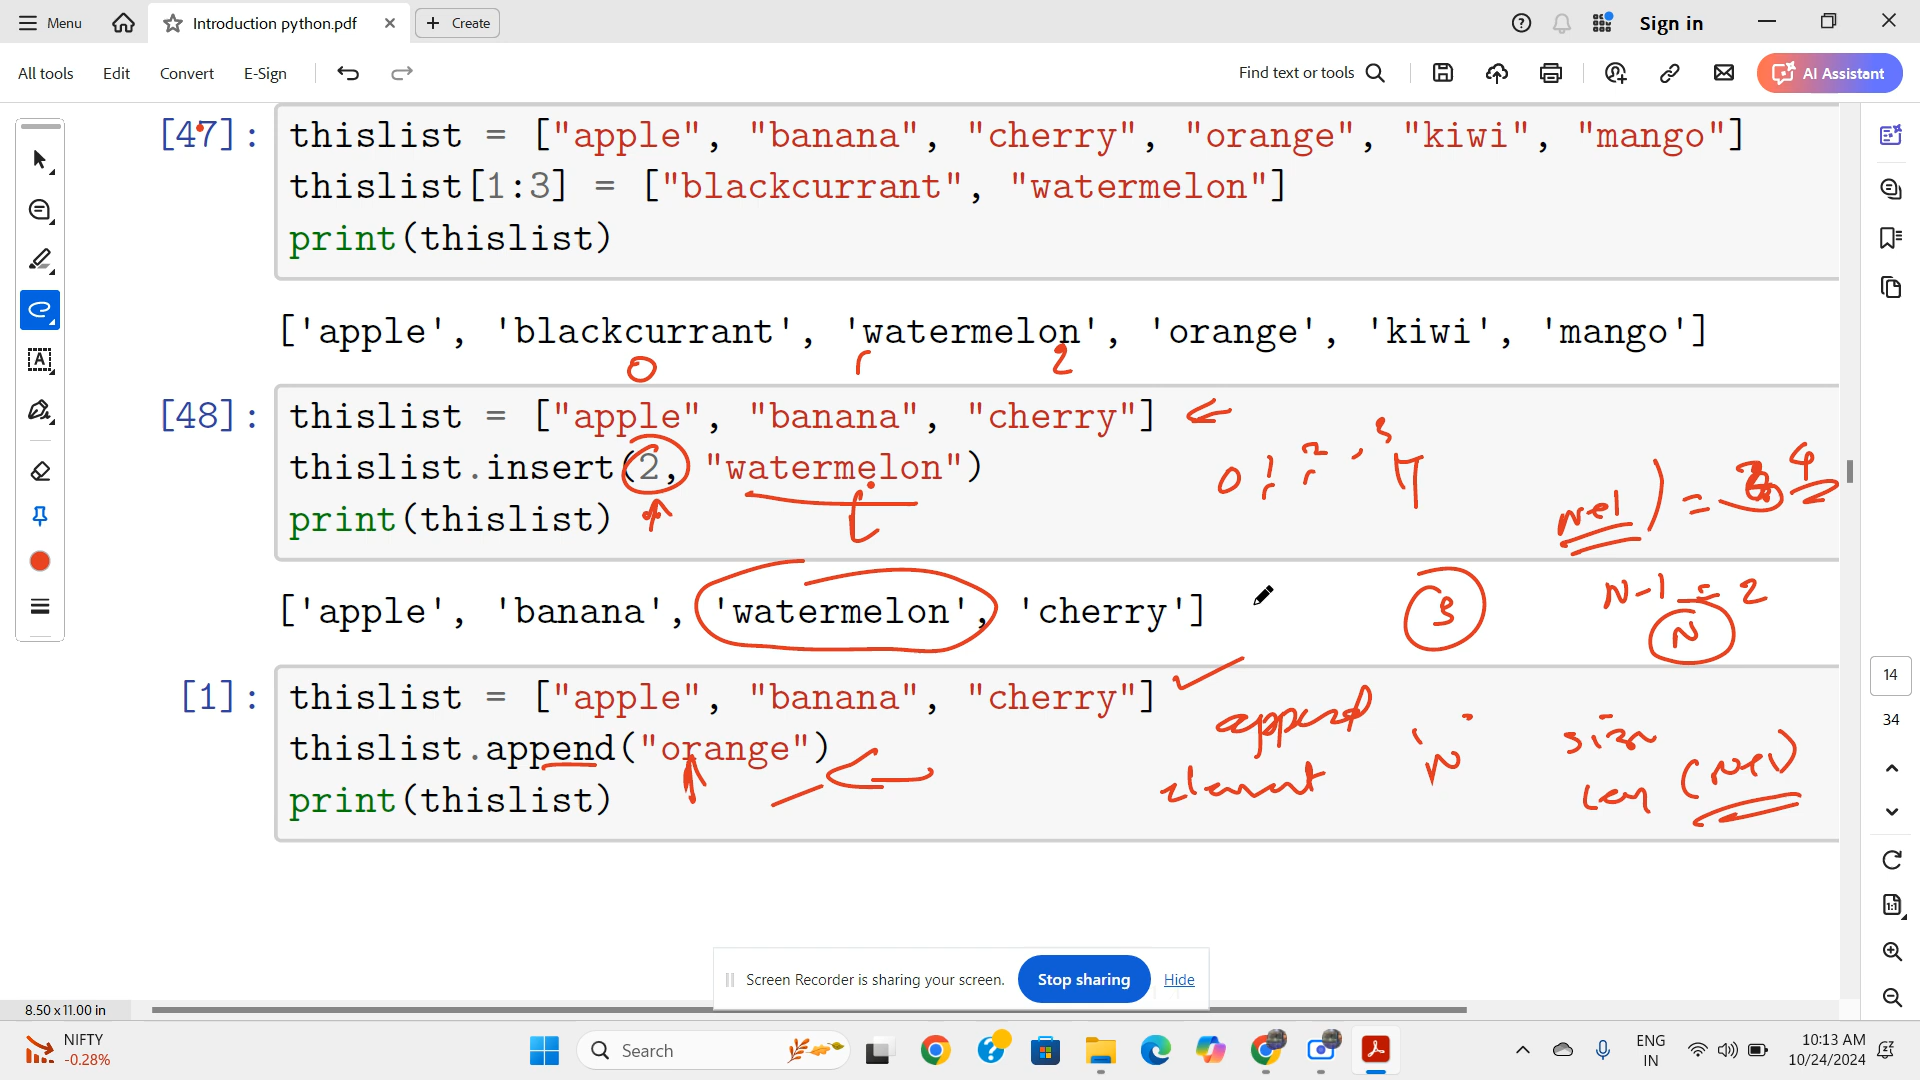 Menu
Introduction python.pdf
Create
Sign in
All tools
Edit
Convert
E-Sign
Find text or tools
AI Assistant
[47]:
thislist = ["apple", "banana", "cherry", "orange", "kiwi", "mango"]
thislist[1:3] = ["blackcurrant", "watermelon"]
print(thislist)
['apple', 'blackcurrant', 'watermelon', 'orange', 'kiwi', 'mango']
0 1 2
[48]:
thislist = ["apple", "banana", "cherry"]
thislist.insert(2, "watermelon")
print(thislist)
['apple', 'banana', 'watermelon', 'cherry']
3
N-1 = 2
N
[1]:
thislist = ["apple", "banana", "cherry"]
thislist.append("orange")
print(thislist)
append
element
N
size
len (N+1)
14
34
Screen Recorder is sharing your screen.
Stop sharing
Hide
8.50 x 11.00 in
NIFTY
-0.28%
Search
ENG
IN
10:13 AM
10/24/2024